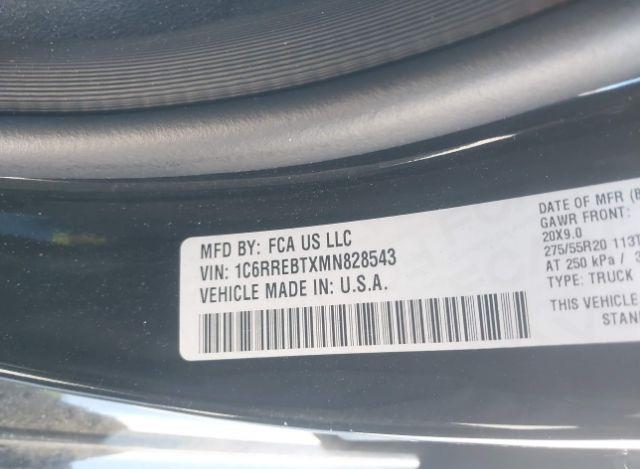 MFD BY: FCA US LLC
VIN: 1C6RREBTXMN828543
VEHICLE MADE IN: U.S.A.
DATE OF MFR
GAWR FRONT:
20X9.0
275/55R20 113T
AT 250 kPa /
TYPE: TRUCK
THIS VEHICLE